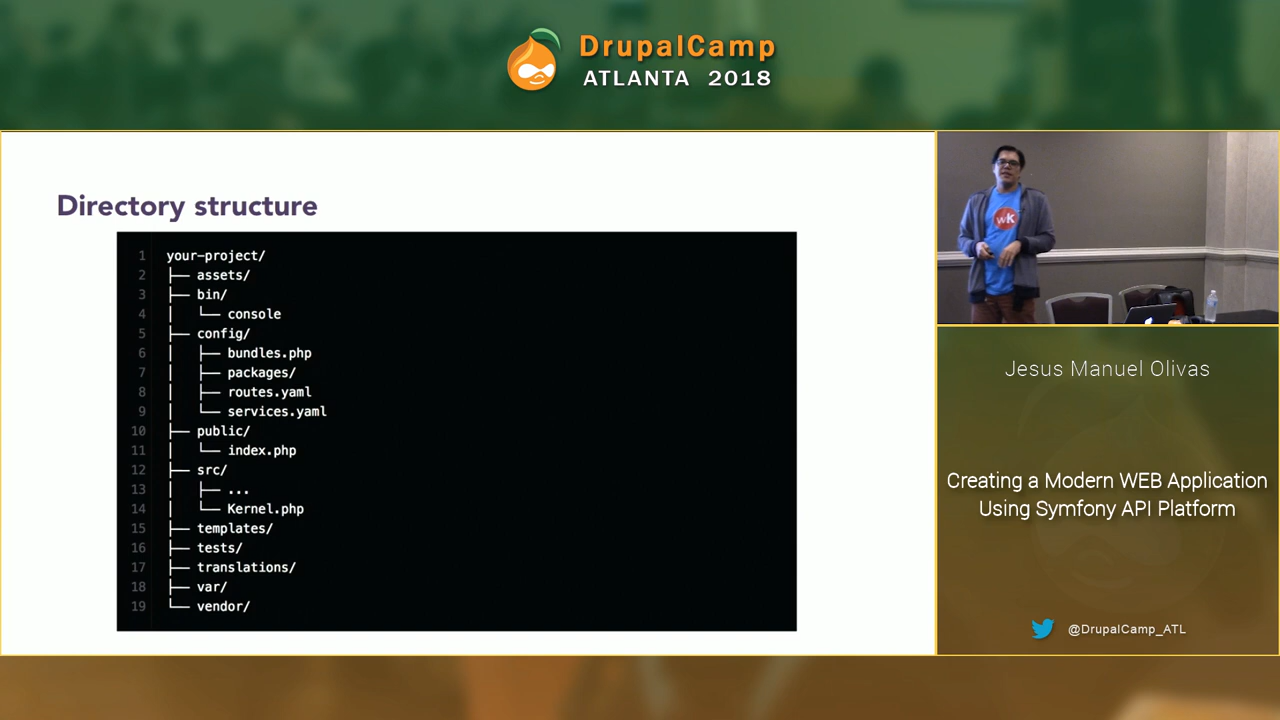 DrupalCamp
ATLANTA 2018
Directory structure
1 your-project/
2 ├── assets/
3 ├── bin/
4 │   └── console
5 ├── config/
6 │   ├── bundles.php
7 │   ├── packages/
8 │   ├── routes.yaml
9 │   └── services.yaml
10 ├── public/
11 │   └── index.php
12 ├── src/
13 │   ├── ...
14 │   └── Kernel.php
15 ├── templates/
16 ├── tests/
17 ├── translations/
18 ├── var/
19 └── vendor/
wk
Jesus Manuel Olivas
Creating a Modern WEB Application
Using Symfony API Platform
@DrupalCamp_ATL